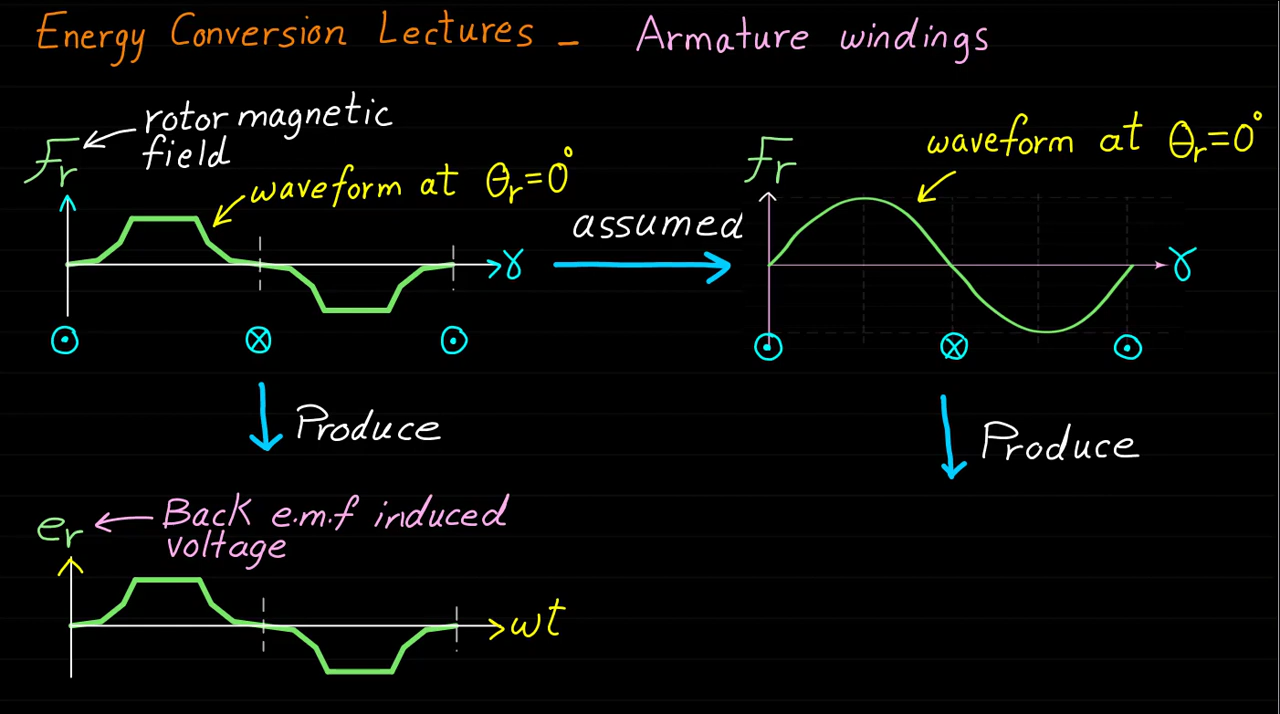 Energy Conversion Lectures - Armature windings
Fr
rotor magnetic
field
waveform at θr=0°
γ
assumed
Fr
waveform at θr=0°
γ
Produce
Produce
er
Back e.m.f induced
voltage
ωt